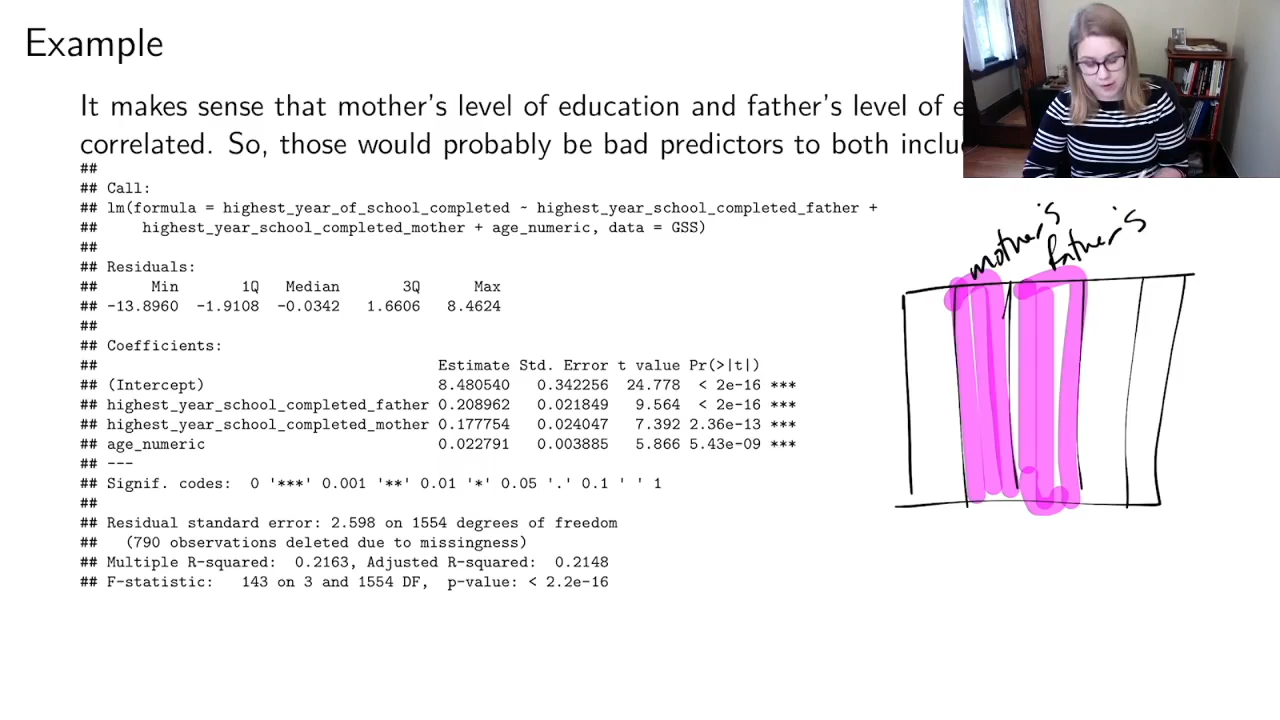 Example
It makes sense that mother's level of education and father's level of e
correlated. So, those would probably be bad predictors to both inclu
##
## Call:
## lm(formula = highest_year_of_school_completed ~ highest_year_school_completed_father +
##     highest_year_school_completed_mother + age_numeric, data = GSS)
##
## Residuals:
##      Min       1Q   Median       3Q      Max
## -13.8960  -1.9108  -0.0342   1.6606   8.4624
##
## Coefficients:
##                                      Estimate Std. Error t value Pr(>|t|)
## (Intercept)                          8.480540   0.342256  24.778  < 2e-16 ***
## highest_year_school_completed_father 0.208962   0.021849   9.564  < 2e-16 ***
## highest_year_school_completed_mother 0.177754   0.024047   7.392 2.36e-13 ***
## age_numeric                          0.022791   0.003885   5.866 5.43e-09 ***
## ---
## Signif. codes:  0 '***' 0.001 '**' 0.01 '*' 0.05 '.' 0.1 ' ' 1
##
## Residual standard error: 2.598 on 1554 degrees of freedom
##   (790 observations deleted due to missingness)
## Multiple R-squared:  0.2163, Adjusted R-squared:  0.2148
## F-statistic:   143 on 3 and 1554 DF,  p-value: < 2.2e-16
mother's
father's